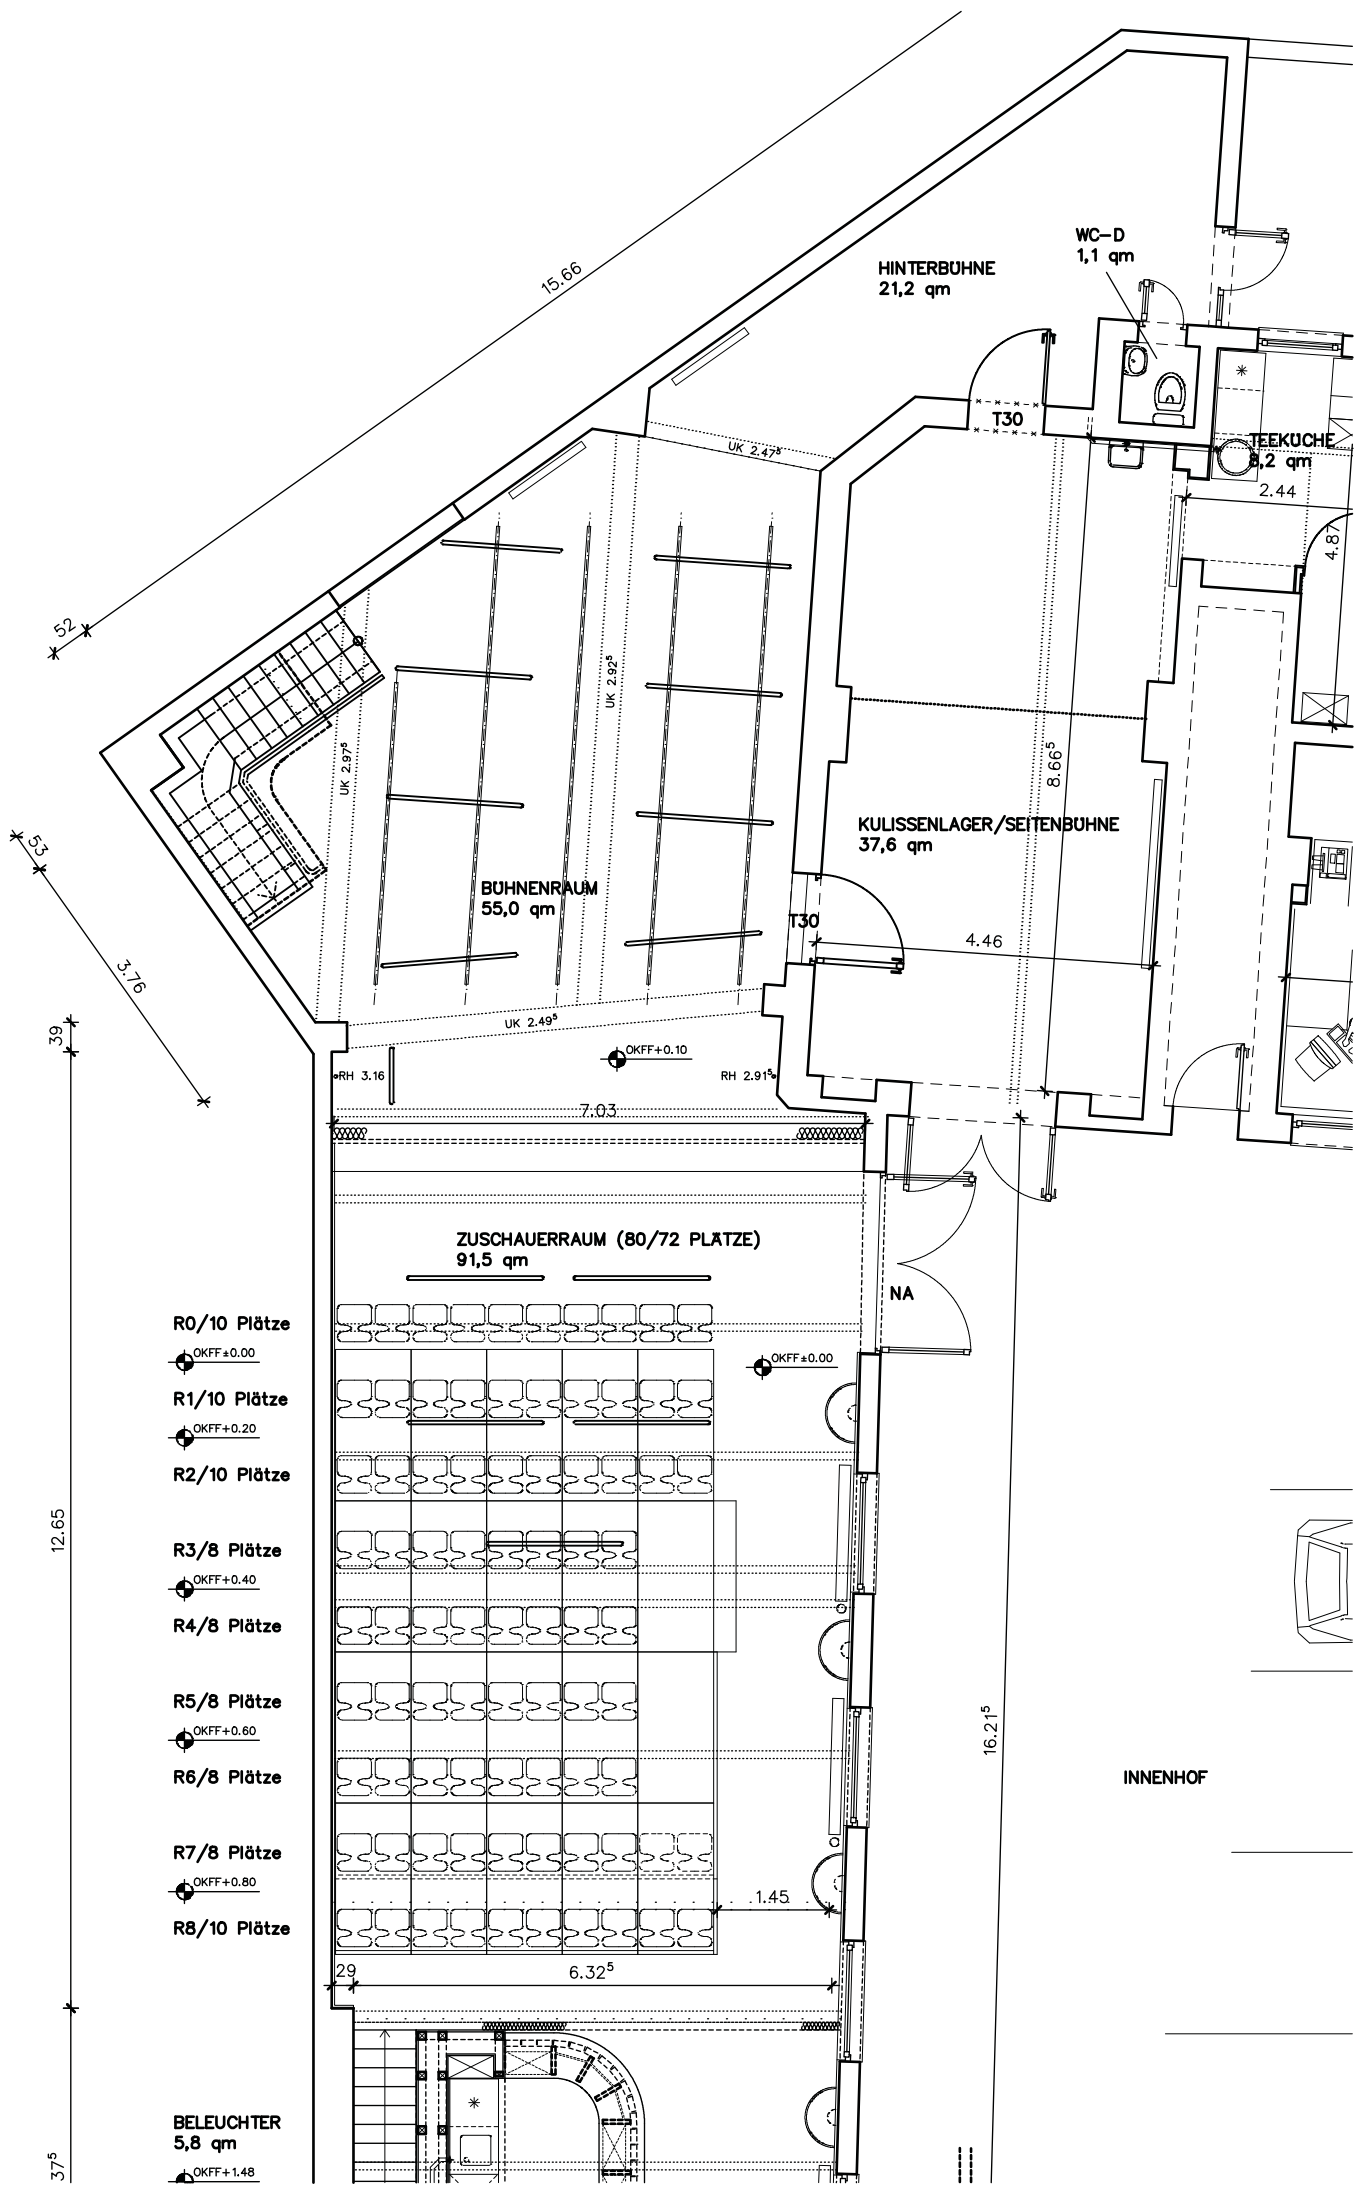 WC-D
1,1 qm
HINTERBÜHNE
21,2 qm
15.66
T30
TEEKÜCHE
8,2 qm
UK 2.47⁵
2.44
4.87
52
UK 2.92⁵
UK 2.97⁵
8.66⁵
53
KULISSENLAGER/SEITENBÜHNE
37,6 qm
BÜHNENRAUM
55,0 qm
T30
4.46
3.76
39
UK 2.49⁵
OKFF+0.10
RH 3.16
RH 2.91⁵
7.03
ZUSCHAUERRAUM (80/72 PLÄTZE)
91,5 qm
NA
R0/10 Plätze
OKFF±0.00
OKFF±0.00
R1/10 Plätze
OKFF+0.20
R2/10 Plätze
12.65
R3/8 Plätze
OKFF+0.40
R4/8 Plätze
R5/8 Plätze
OKFF+0.60
16.21⁵
R6/8 Plätze
INNENHOF
R7/8 Plätze
OKFF+0.80
1.45
R8/10 Plätze
29
6.32⁵
BELEUCHTER
5,8 qm
OKFF+1.48
37⁵